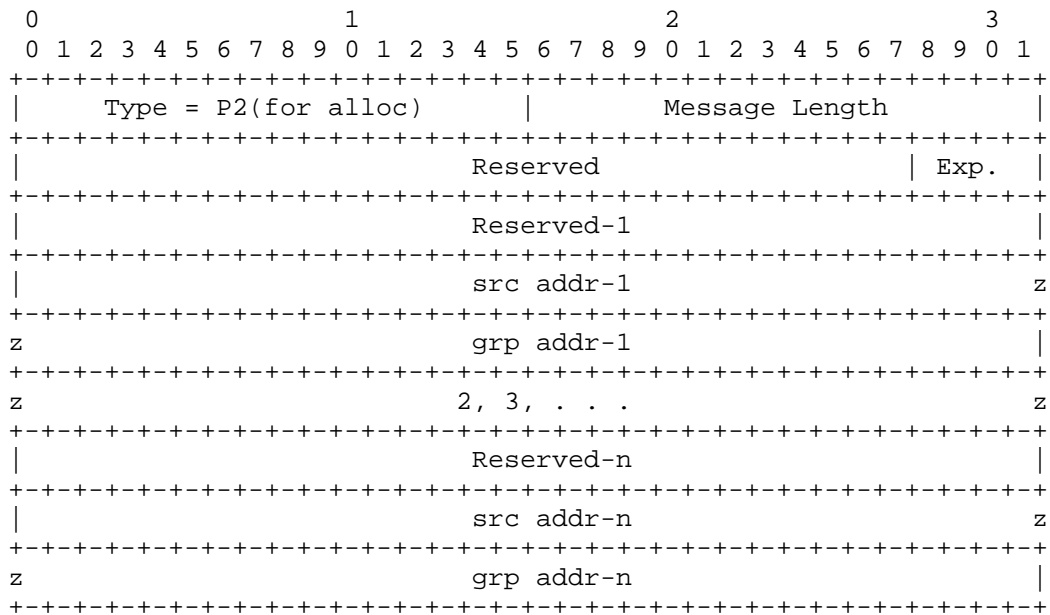 0                   1                   2                   3
 0 1 2 3 4 5 6 7 8 9 0 1 2 3 4 5 6 7 8 9 0 1 2 3 4 5 6 7 8 9 0 1
+-+-+-+-+-+-+-+-+-+-+-+-+-+-+-+-+-+-+-+-+-+-+-+-+-+-+-+-+-+-+-+-+
|     Type = P2(for alloc)      |        Message Length         |
+-+-+-+-+-+-+-+-+-+-+-+-+-+-+-+-+-+-+-+-+-+-+-+-+-+-+-+-+-+-+-+-+
|                            Reserved                   | Exp.  |
+-+-+-+-+-+-+-+-+-+-+-+-+-+-+-+-+-+-+-+-+-+-+-+-+-+-+-+-+-+-+-+-+
|                            Reserved-1                         |
+-+-+-+-+-+-+-+-+-+-+-+-+-+-+-+-+-+-+-+-+-+-+-+-+-+-+-+-+-+-+-+-+
|                            src addr-1                         z
+-+-+-+-+-+-+-+-+-+-+-+-+-+-+-+-+-+-+-+-+-+-+-+-+-+-+-+-+-+-+-+-+
z                            grp addr-1                         |
+-+-+-+-+-+-+-+-+-+-+-+-+-+-+-+-+-+-+-+-+-+-+-+-+-+-+-+-+-+-+-+-+
z                           2, 3, . . .                         z
+-+-+-+-+-+-+-+-+-+-+-+-+-+-+-+-+-+-+-+-+-+-+-+-+-+-+-+-+-+-+-+-+
|                            Reserved-n                         |
+-+-+-+-+-+-+-+-+-+-+-+-+-+-+-+-+-+-+-+-+-+-+-+-+-+-+-+-+-+-+-+-+
|                            src addr-n                         z
+-+-+-+-+-+-+-+-+-+-+-+-+-+-+-+-+-+-+-+-+-+-+-+-+-+-+-+-+-+-+-+-+
z                            grp addr-n                         |
+-+-+-+-+-+-+-+-+-+-+-+-+-+-+-+-+-+-+-+-+-+-+-+-+-+-+-+-+-+-+-+-+